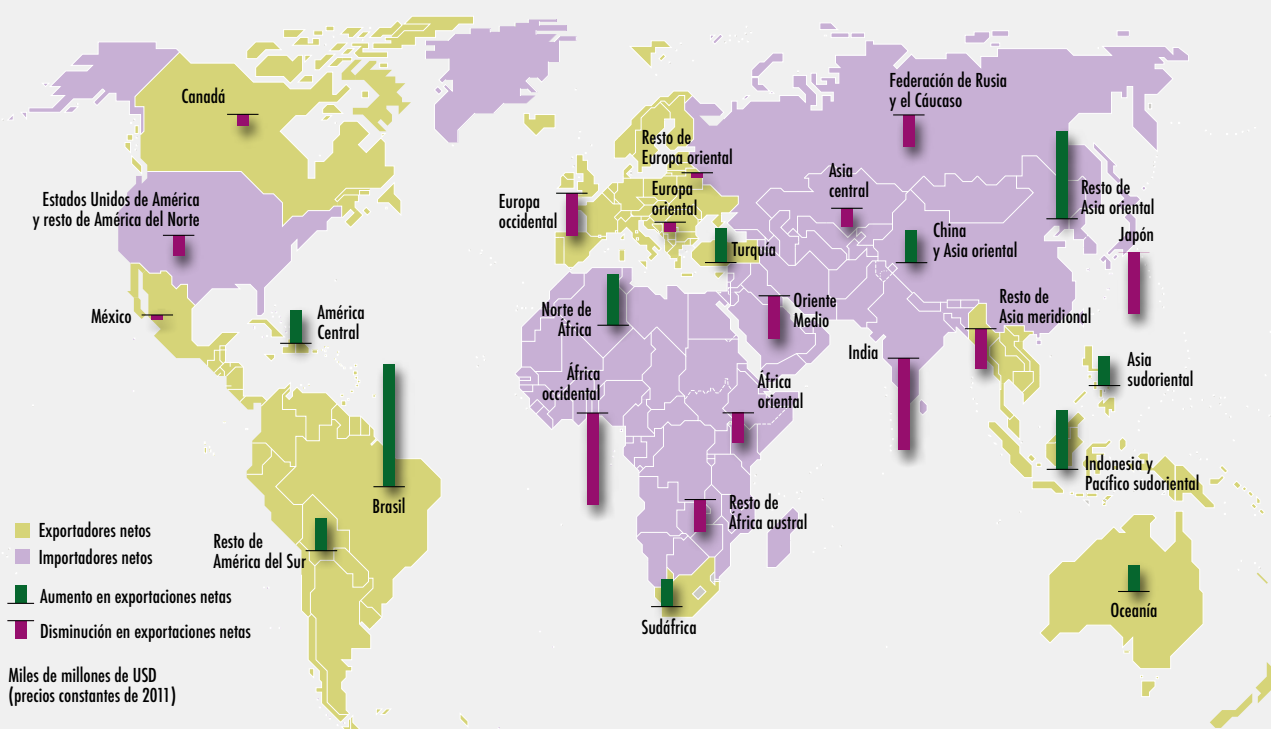 Canadá
Federación de Rusia
y el Cáucaso
Resto de
Europa oriental
Asia
central
Resto de
Asia oriental
Estados Unidos de América
y resto de América del Norte
Europa
occidental
Europa
oriental
Turquía
China
y Asia oriental
Japón
México
América
Central
Norte de
África
Oriente
Medio
Resto de
Asia meridional
India
Asia
sudoriental
África
occidental
África
oriental
Indonesia y
Pacífico sudoriental
Brasil
Resto de
América del Sur
Resto de
África austral
Sudáfrica
Oceanía
Exportadores netos
Importadores netos
Aumento en exportaciones netas
Disminución en exportaciones netas
Miles de millones de USD
(precios constantes de 2011)